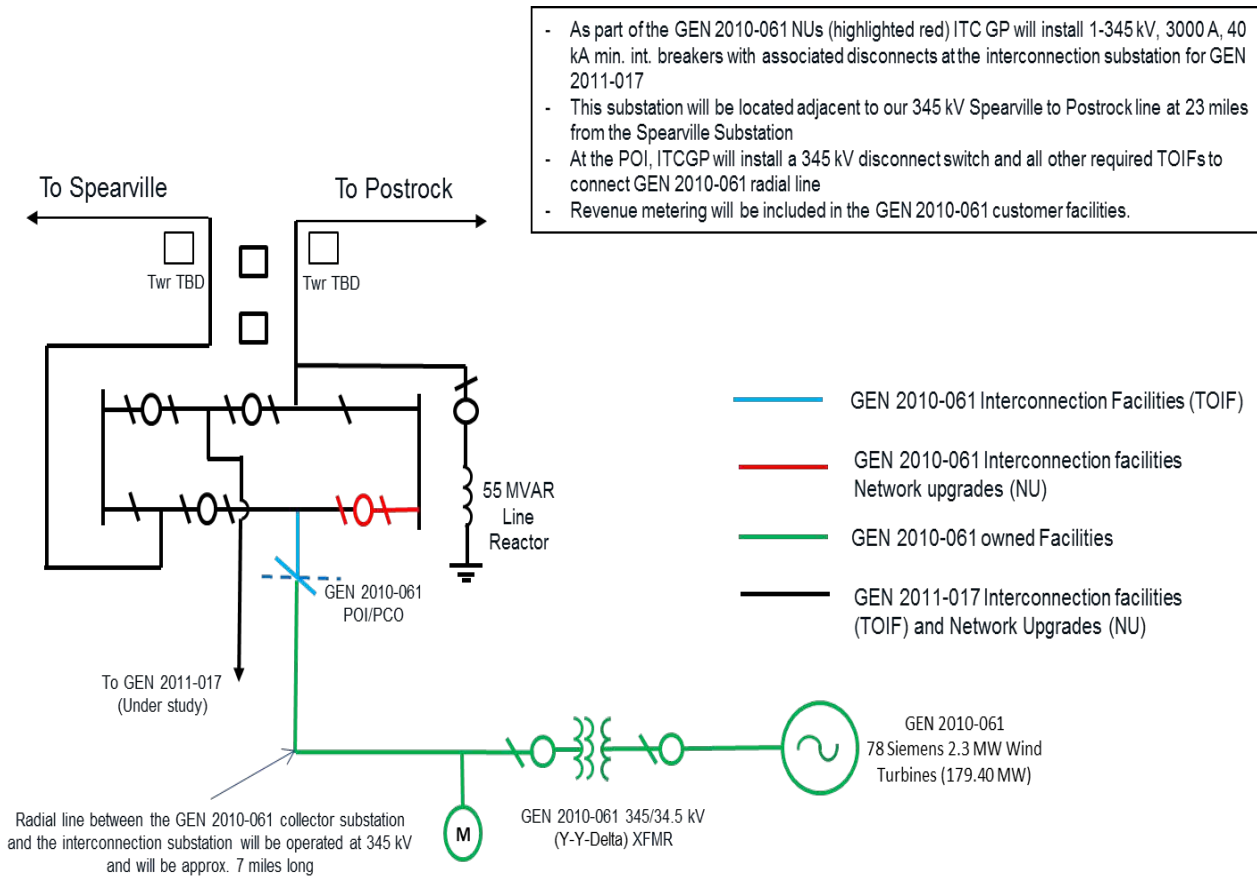 - As part of the GEN 2010-061 NUs (highlighted red) ITC GP will install 1-345 kV, 3000 A, 40
kA min. int. breakers with associated disconnects at the interconnection substation for GEN
2011-017
- This substation will be located adjacent to our 345 kV Spearville to Postrock line at 23 miles
from the Spearville Substation
- At the POI, ITCGP will install a 345 kV disconnect switch and all other required TOIFs to
connect GEN 2010-061 radial line
- Revenue metering will be included in the GEN 2010-061 customer facilities.
To Spearville
To Postrock
Twr TBD
Twr TBD
55 MVAR
Line
Reactor
GEN 2010-061 Interconnection Facilities (TOIF)
GEN 2010-061 Interconnection facilities
Network upgrades (NU)
GEN 2010-061 owned Facilities
GEN 2011-017 Interconnection facilities
(TOIF) and Network Upgrades (NU)
GEN 2010-061
POI/PCO
To GEN 2011-017
(Under study)
GEN 2010-061
78 Siemens 2.3 MW Wind
Turbines (179.40 MW)
M
GEN 2010-061 345/34.5 kV
(Y-Y-Delta) XFMR
Radial line between the GEN 2010-061 collector substation
and the interconnection substation will be operated at 345 kV
and will be approx. 7 miles long